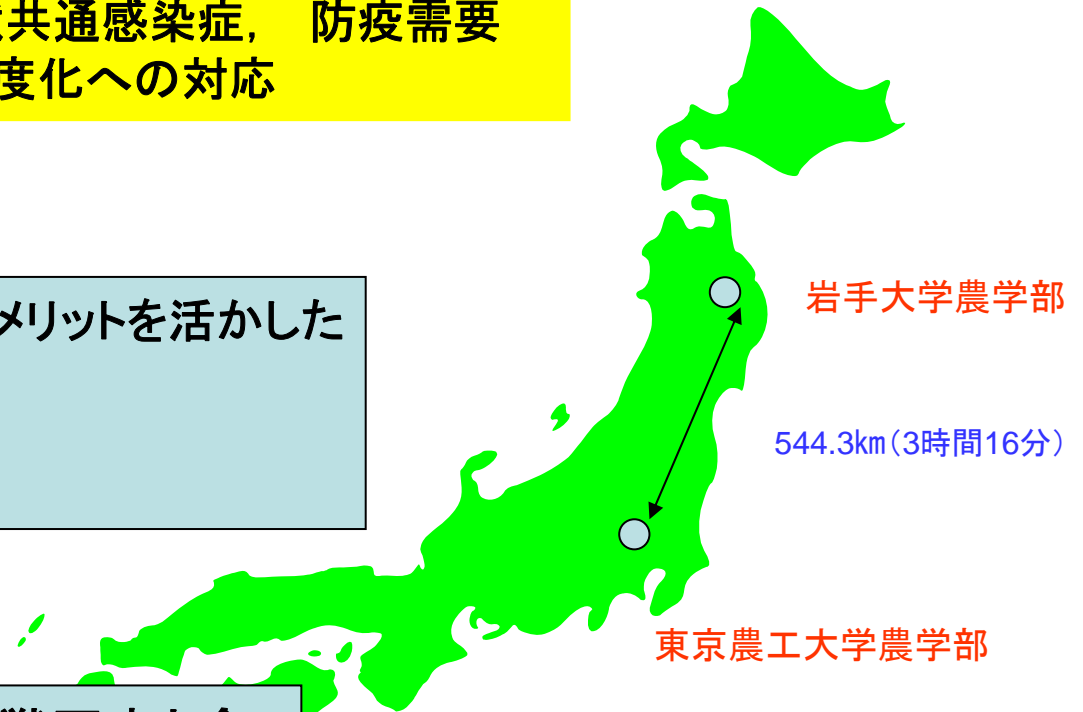 共通感染症,　防疫需要
度化への対応
メリットを活かした
岩手大学農学部
544.3㎞（3時間16分）
東京農工大学農学部